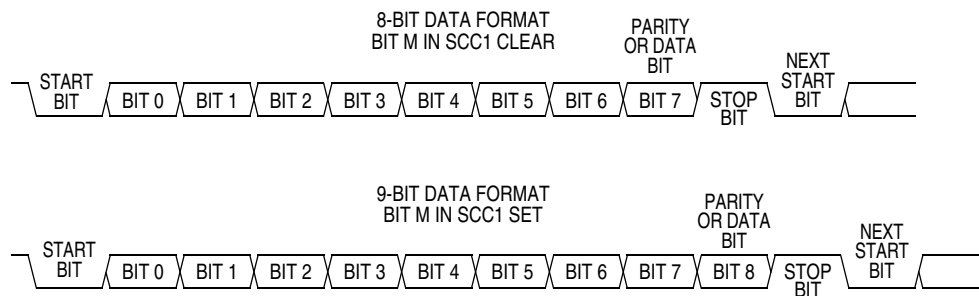 8-BIT DATA FORMAT
BIT M IN SCC1 CLEAR
PARITY
OR DATA
BIT
START
BIT
BIT 0
BIT 1
BIT 2
BIT 3
BIT 4
BIT 5
BIT 6
BIT 7
STOP
BIT
NEXT
START
BIT
9-BIT DATA FORMAT
BIT M IN SCC1 SET
PARITY
OR DATA
BIT
START
BIT
BIT 0
BIT 1
BIT 2
BIT 3
BIT 4
BIT 5
BIT 6
BIT 7
BIT 8
STOP
BIT
NEXT
START
BIT